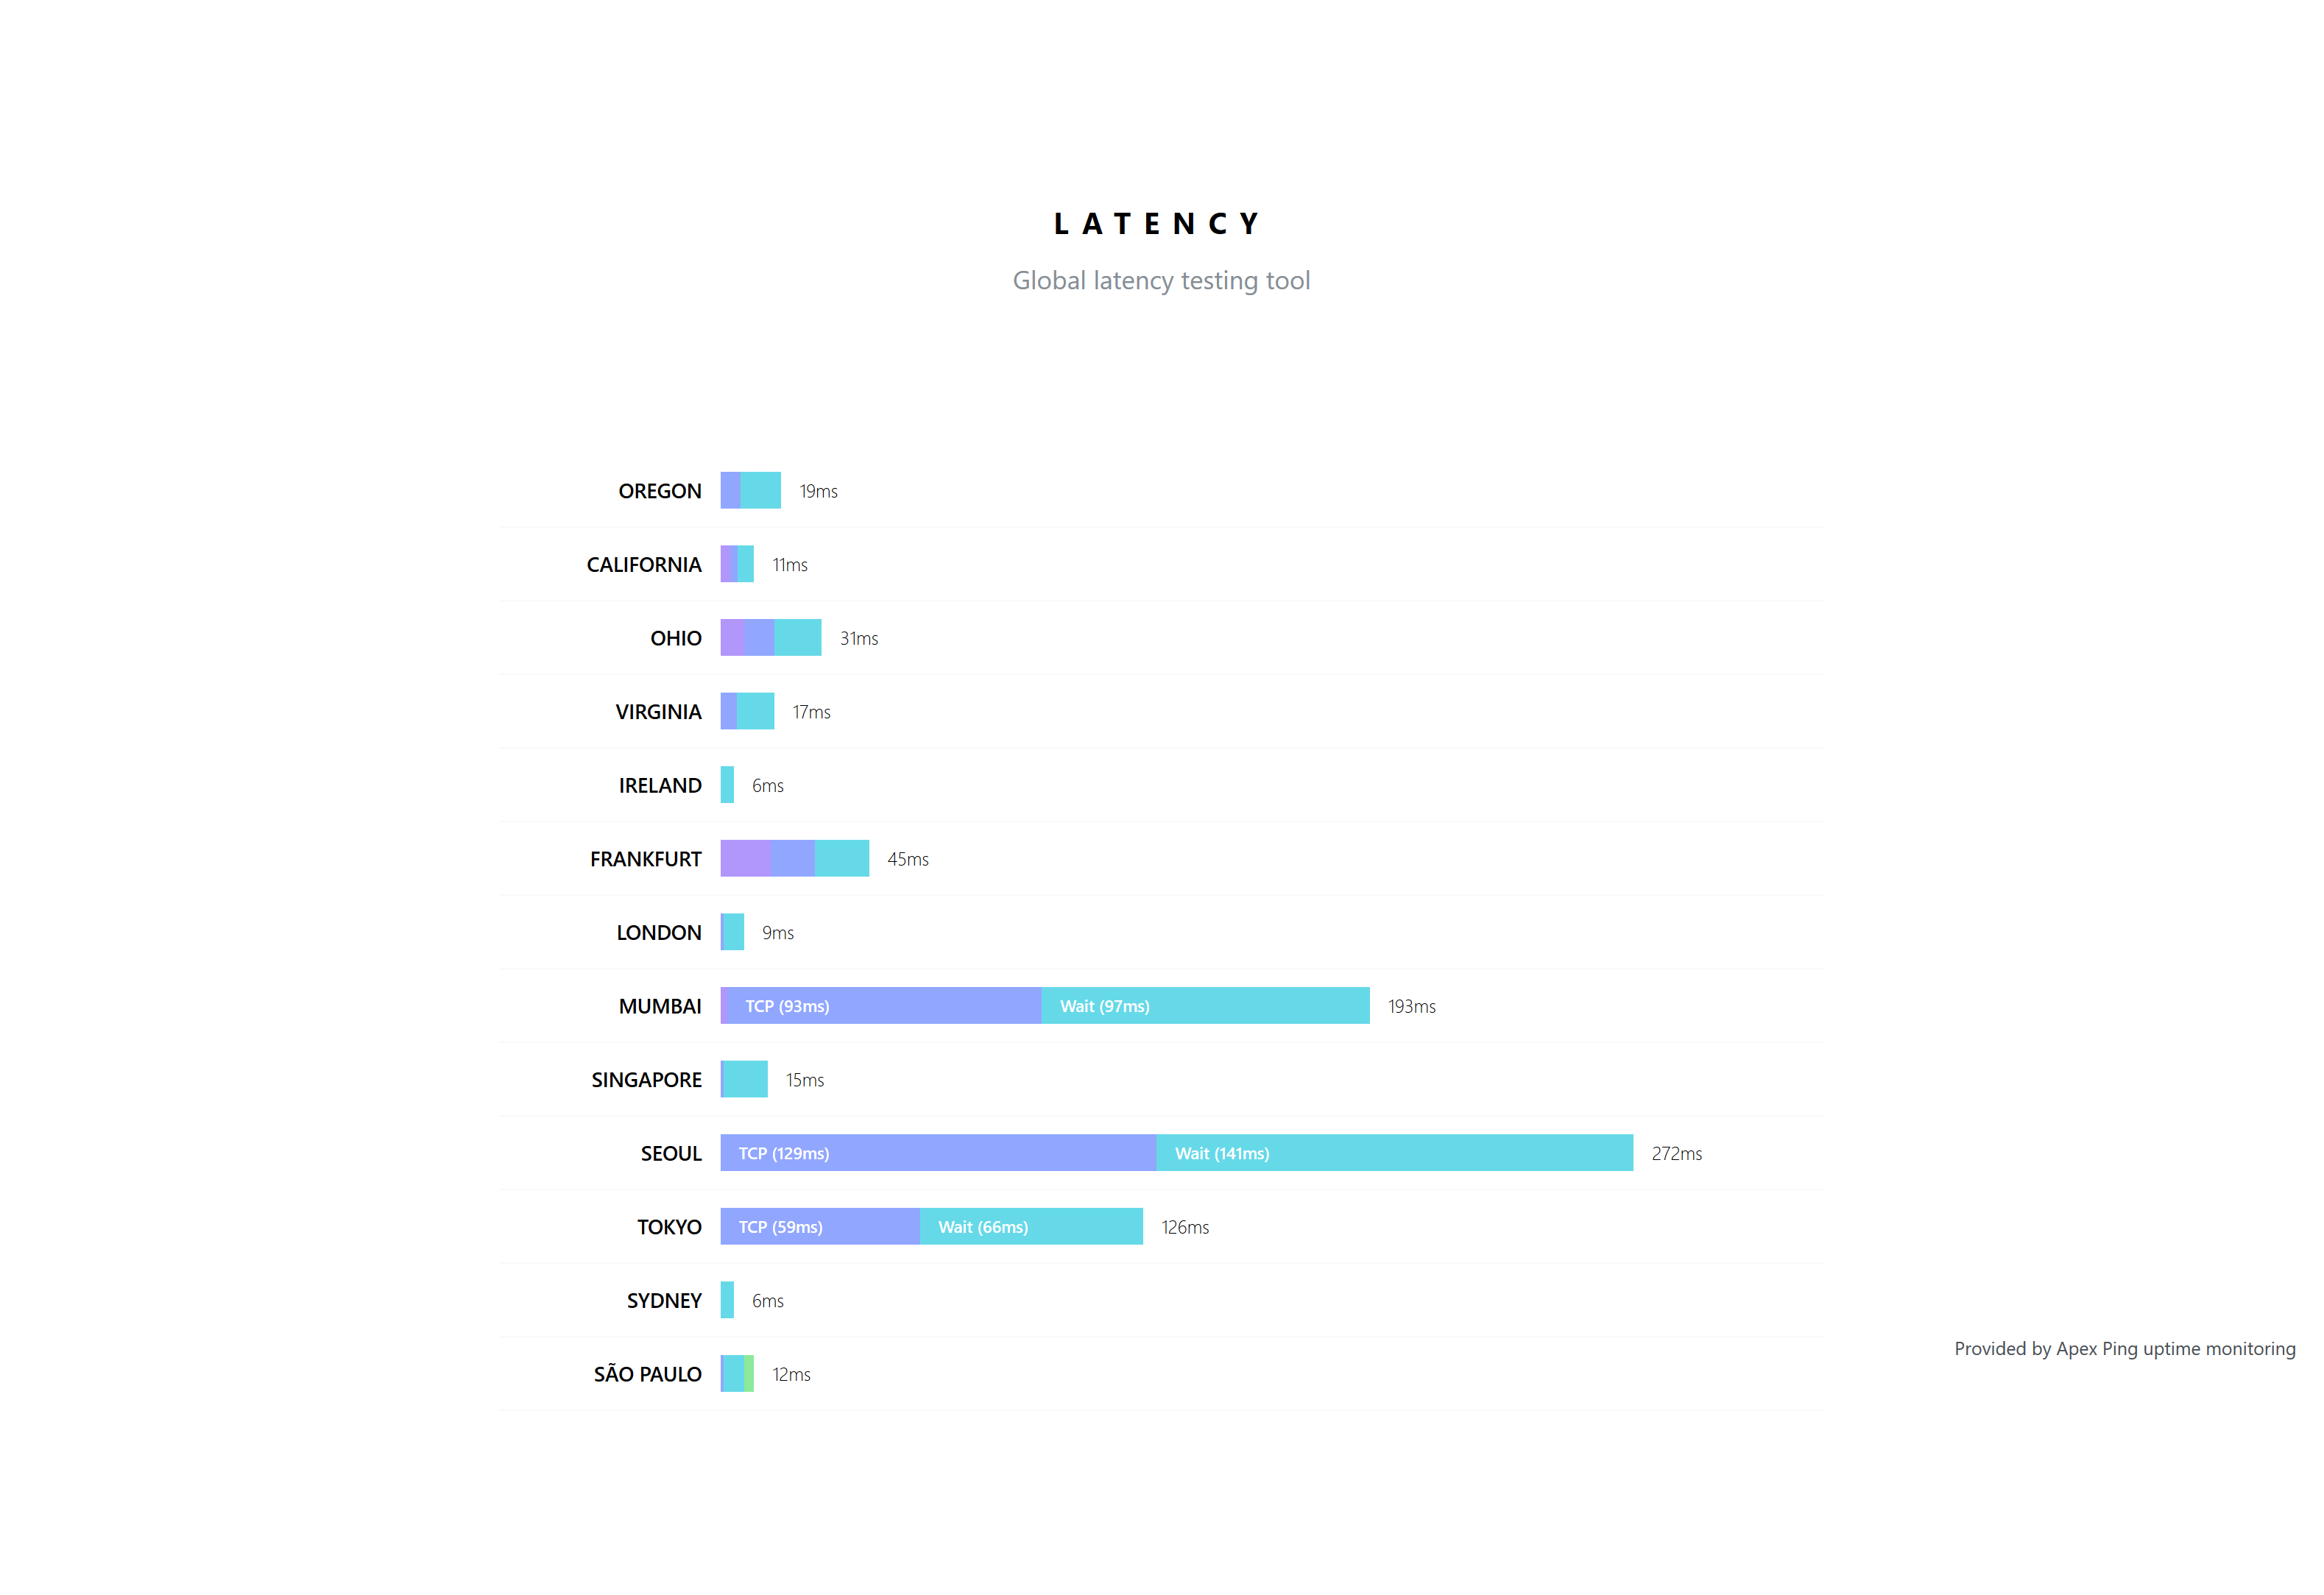 LATENCY
Global latency testing tool
OREGON 19ms
CALIFORNIA 11ms
OHIO 31ms
VIRGINIA 17ms
IRELAND 6ms
FRANKFURT 45ms
LONDON 9ms
MUMBAI TCP (93ms) Wait (97ms) 193ms
SINGAPORE 15ms
SEOUL TCP (129ms) Wait (141ms) 272ms
TOKYO TCP (59ms) Wait (66ms) 126ms
SYDNEY 6ms
SÃO PAULO 12ms
Provided by Apex Ping uptime monitoring